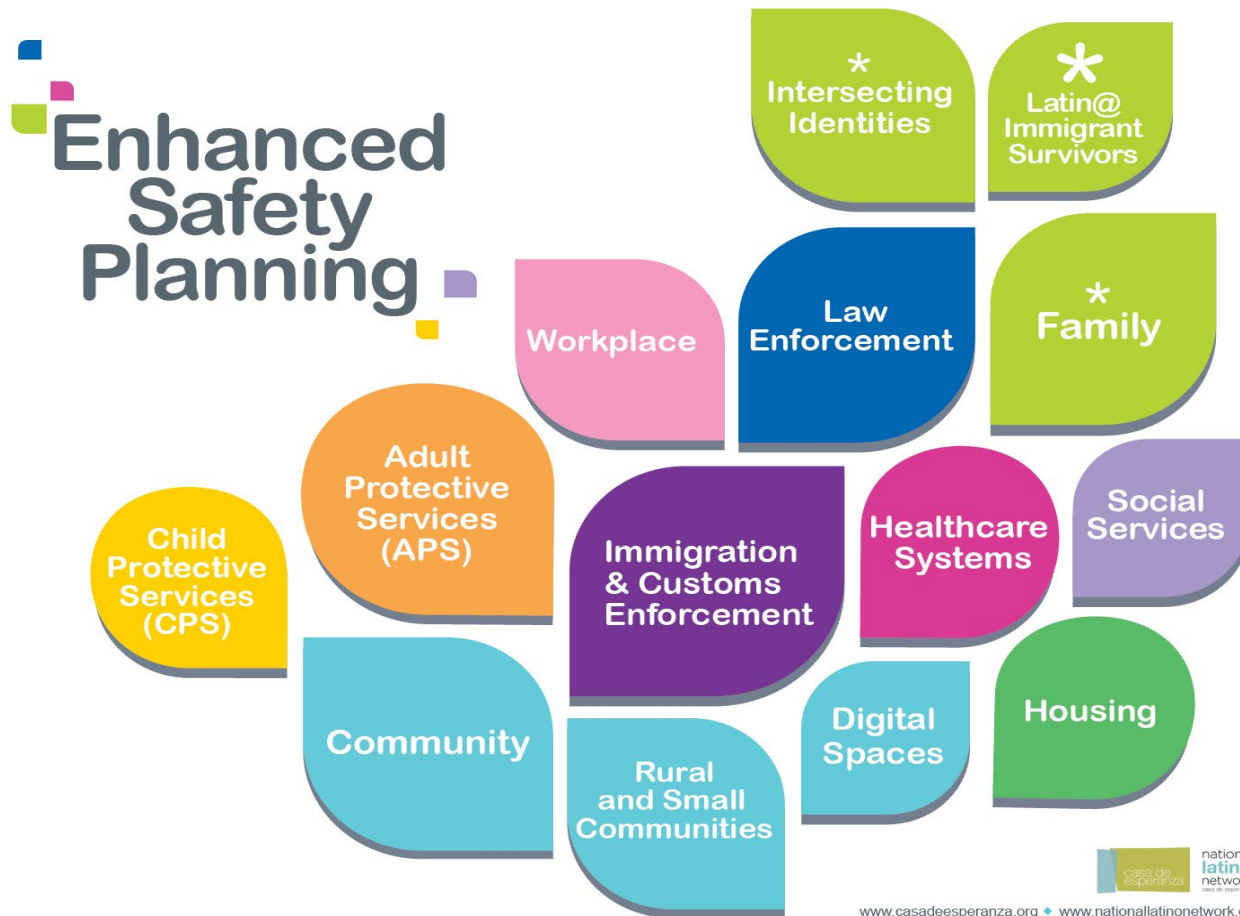 Enhanced
Safety
Planning
*
Intersecting
Identities
*
Latin@
Immigrant
Survivors
Workplace
Law
Enforcement
*
Family
Child
Protective
Services
(CPS)
Adult
Protective
Services
(APS)
Immigration
& Customs
Enforcement
Healthcare
Systems
Social
Services
Community
Rural
and Small
Communities
Digital
Spaces
Housing
casa de
esperanza
nation
latin
netwo
www.casadeesperanza.org ◆ www.nationallatinonetwork.o